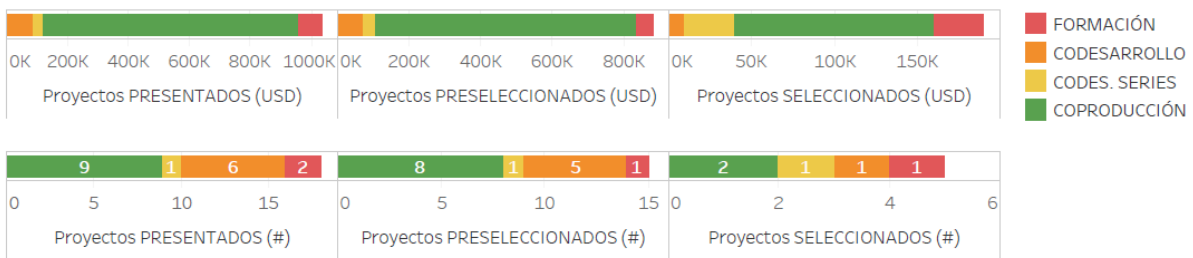 FORMACIÓN
CODESARROLLO
CODES. SERIES
COPRODUCCIÓN
0K 200K 400K 600K 800K 1000K 0K 200K 400K 600K 800K 0K 50K 100K 150K
Proyectos PRESENTADOS (USD) Proyectos PRESELECCIONADOS (USD) Proyectos SELECCIONADOS (USD)
9 1 6 2 8 1 5 1 2 1 1 1
0 5 10 15 0 5 10 15 0 2 4 6
Proyectos PRESENTADOS (#) Proyectos PRESELECCIONADOS (#) Proyectos SELECCIONADOS (#)